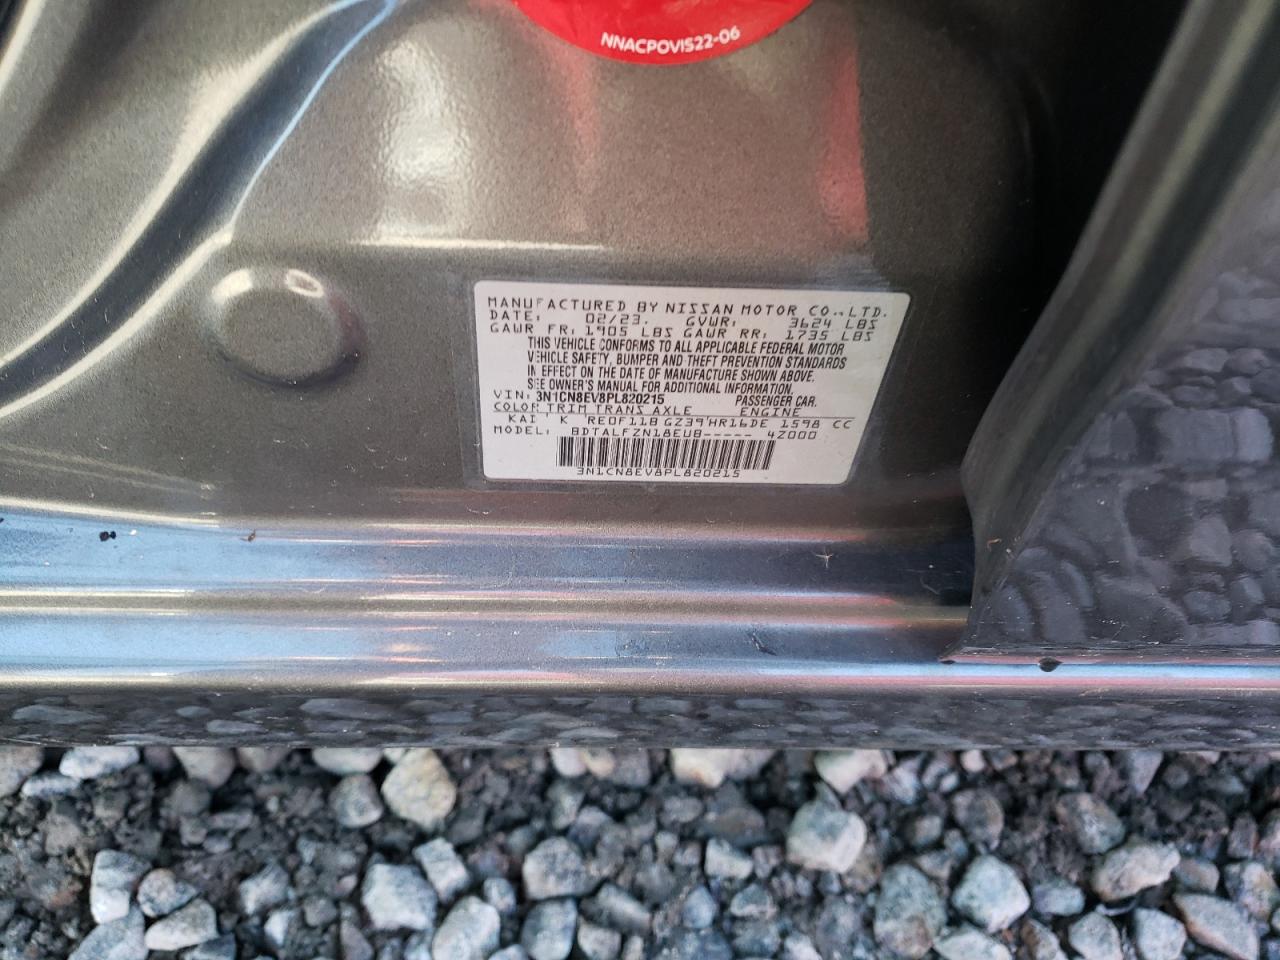 NNACPOVIS22-06
MANUFACTURED BY NISSAN MOTOR CO.,LTD.
DATE: 02/23. GVWR: 3624 LBS
GAWR FR: 1905 LBS GAWR RR: 1735 LBS
THIS VEHICLE CONFORMS TO ALL APPLICABLE FEDERAL MOTOR
VEHICLE SAFETY, BUMPER AND THEFT PREVENTION STANDARDS
IN EFFECT ON THE DATE OF MANUFACTURE SHOWN ABOVE.
SEE OWNER'S MANUAL FOR ADDITIONAL INFORMATION.
VIN: 3N1CN8EV8PL820215 PASSENGER CAR.
COLOR TRIM TRANS AXLE ENGINE
KAI K RE0F11B GZ39 HR16DE 1598 CC
MODEL: BDTALFZN18EUB----- 4Z000
3N1CN8EV8PL820215